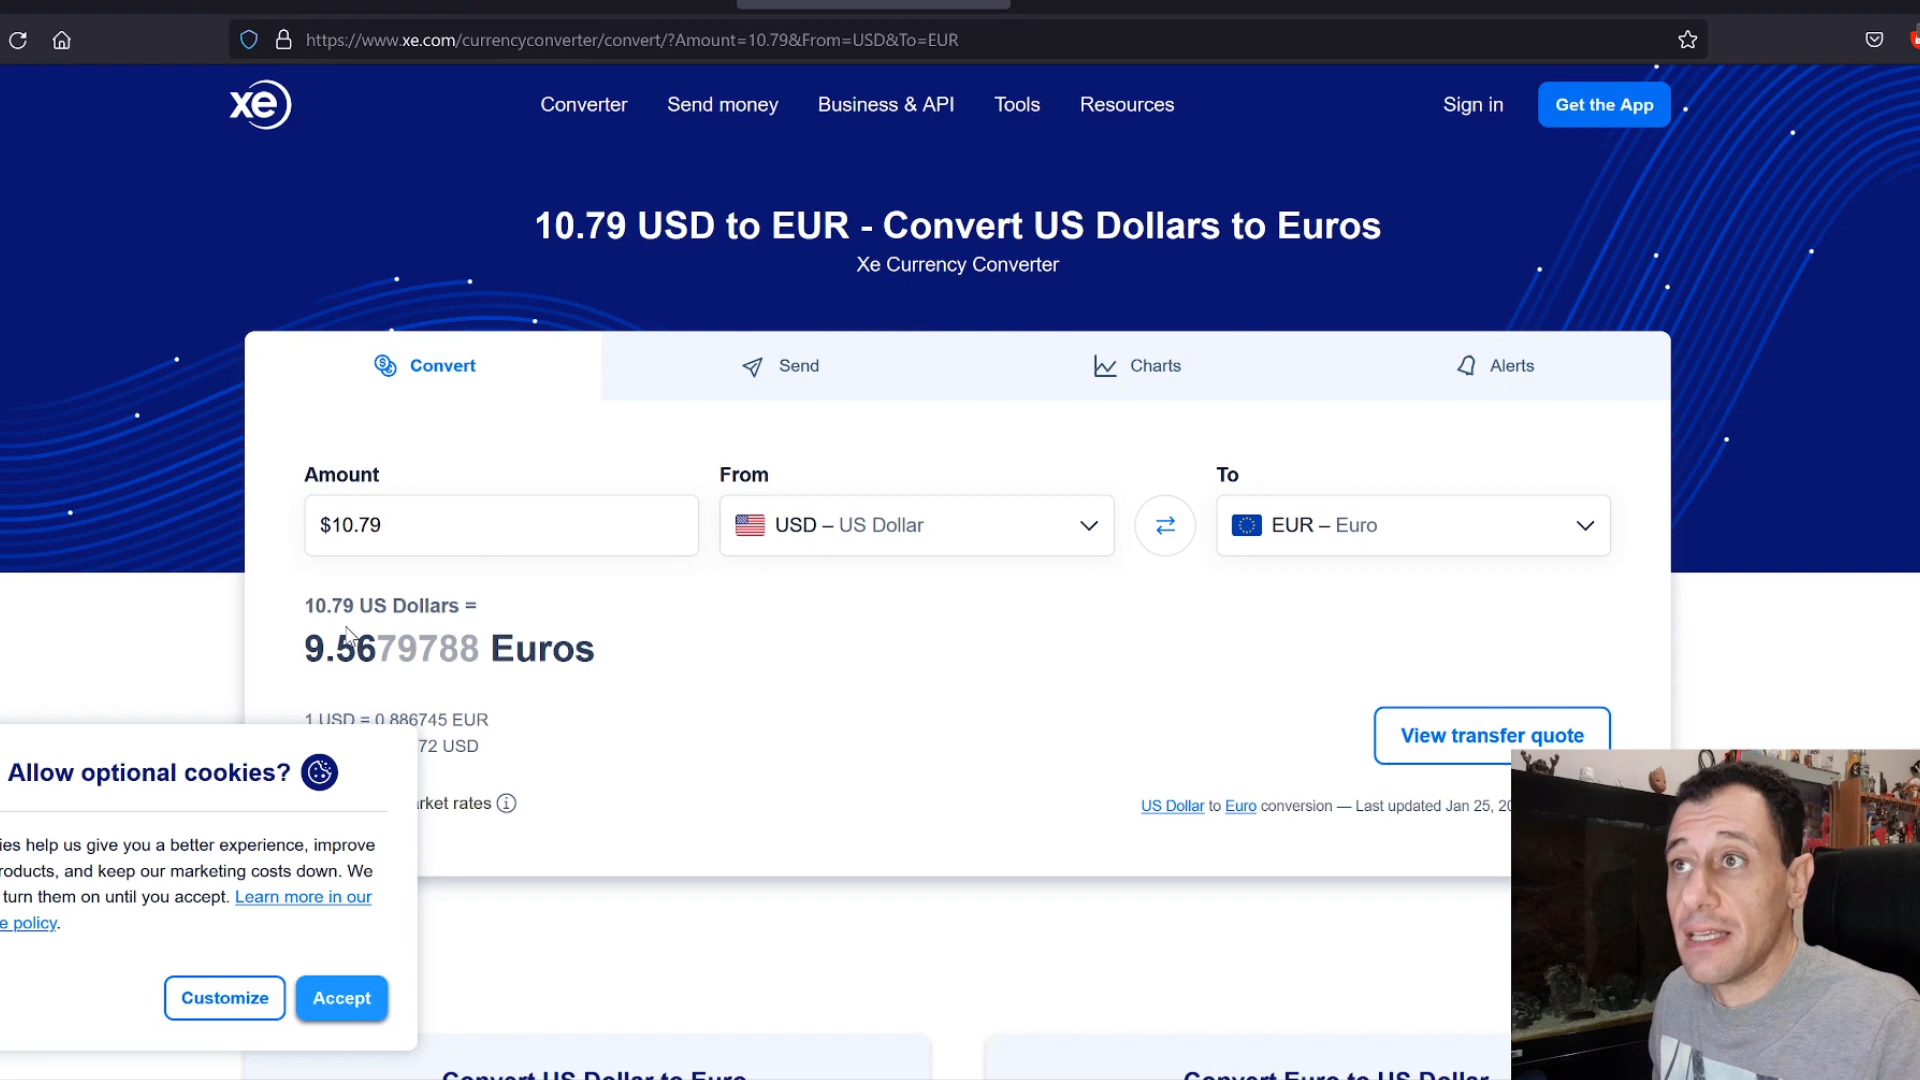 https://www.xe.com/currencyconverter/convert/?Amount=10.79&From=USD&To=EUR
xe
Converter
Send money
Business & API
Tools
Resources
Sign in
Get the App
10.79 USD to EUR - Convert US Dollars to Euros
Xe Currency Converter
Convert
Send
Charts
Alerts
Amount
From
To
$10.79
USD – US Dollar
EUR – Euro
10.79 US Dollars =
9.5679788 Euros
1 USD = 0.886745 EUR
72 USD
View transfer quote
rket rates
US Dollar to Euro conversion — Last updated Jan 25, 20
Allow optional cookies?
ies help us give you a better experience, improve
roducts, and keep our marketing costs down. We
turn them on until you accept. Learn more in our
e policy.
Customize
Accept
Convert US Dollar to Euro
Convert Euro to US Dollar